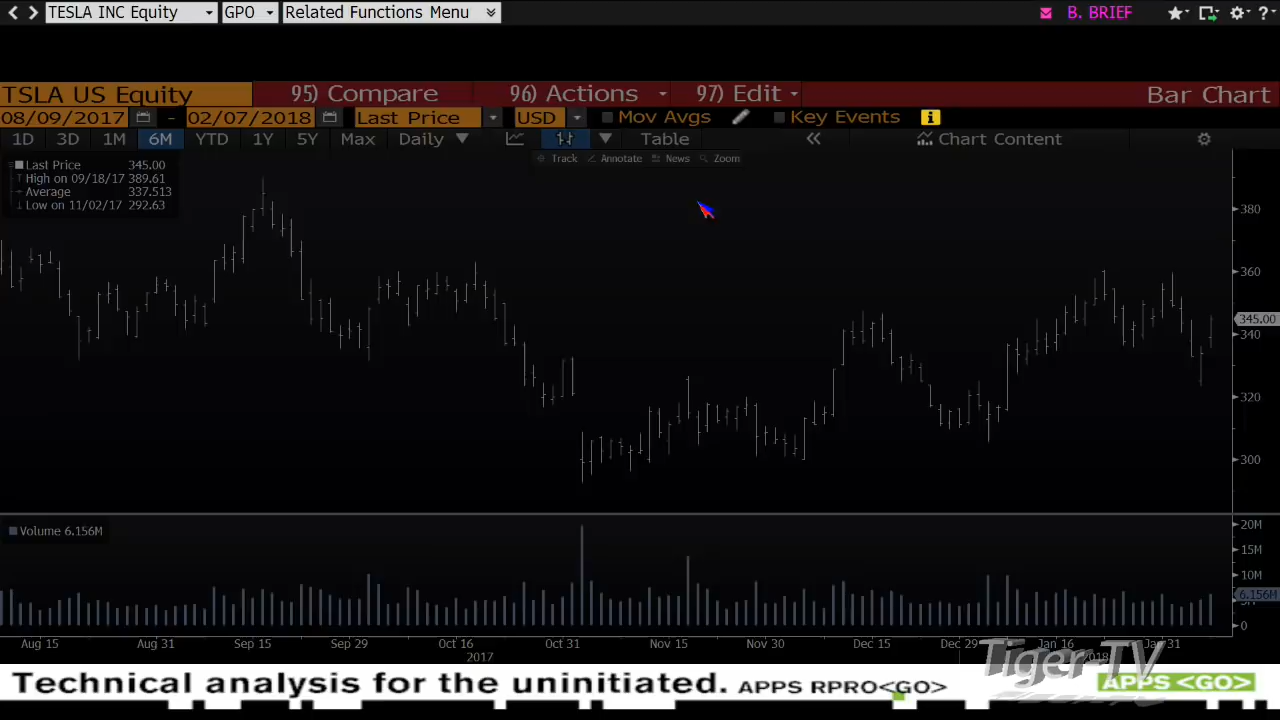 TESLA INC Equity GPO Related Functions Menu B. BRIEF ?
TSLA US Equity 95) Compare 96) Actions 97) Edit Bar Chart
08/09/2017 - 02/07/2018 Last Price USD Mov Avgs Key Events i
1D 3D 1M 6M YTD 1Y 5Y Max Daily Table Chart Content
Track Annotate News Zoom
Last Price 345.00
High on 09/18/17 389.61
Average 337.513
Low on 11/02/17 292.63
380
360
345.00
340
320
300
Volume 6.156M
20M
15M
10M
6.156M
0
Aug 15 Aug 31 Sep 15 Sep 29 Oct 16 Oct 31 Nov 15 Nov 30 Dec 15 Dec 29 Jan 16 Jan 31
2017 2018
Tiger-TV
Technical analysis for the uninitiated. APPS RPRO<GO> APPS <GO>